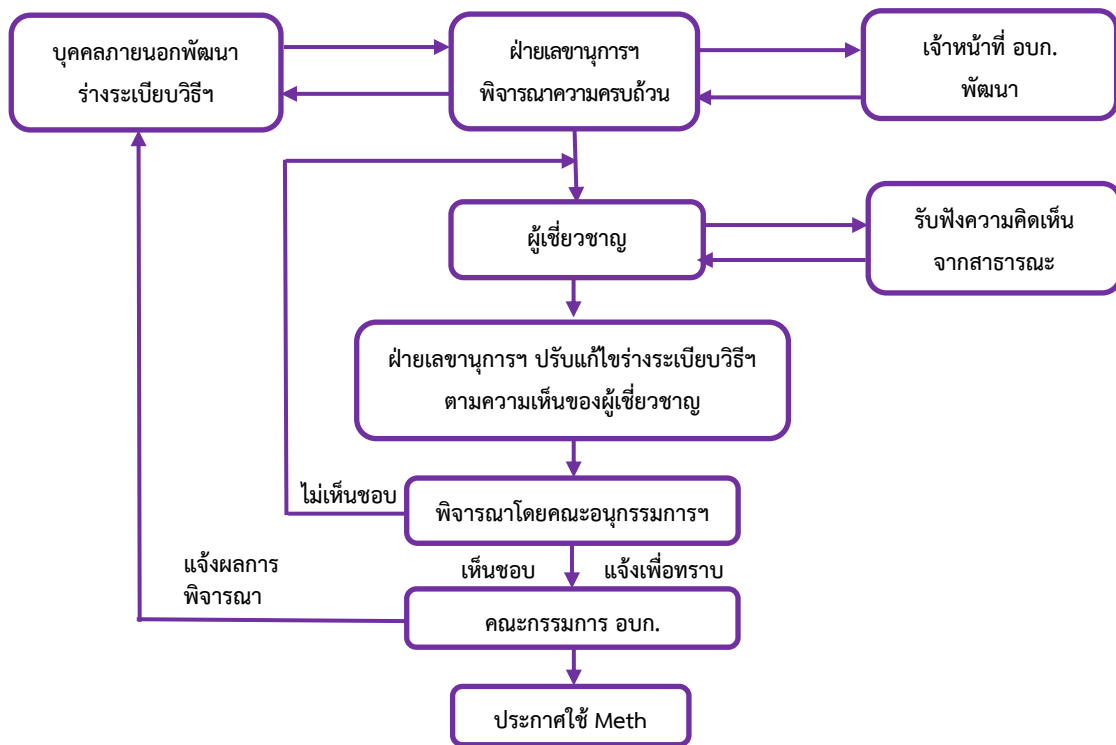 บุคคลภายนอกพัฒนา
ร่างระเบียบวิธีฯ
ฝ่ายเลขานุการฯ
พิจารณาความครบถ้วน
เจ้าหน้าที่ อบก.
พัฒนา
ผู้เชี่ยวชาญ
รับฟังความคิดเห็น
จากสาธารณะ
ฝ่ายเลขานุการฯ ปรับแก้ไขร่างระเบียบวิธีฯ
ตามความเห็นของผู้เชี่ยวชาญ
ไม่เห็นชอบ
พิจารณาโดยคณะอนุกรรมการฯ
แจ้งผลการ
พิจารณา
เห็นชอบ
แจ้งเพื่อทราบ
คณะกรรมการ อบก.
ประกาศใช้ Meth